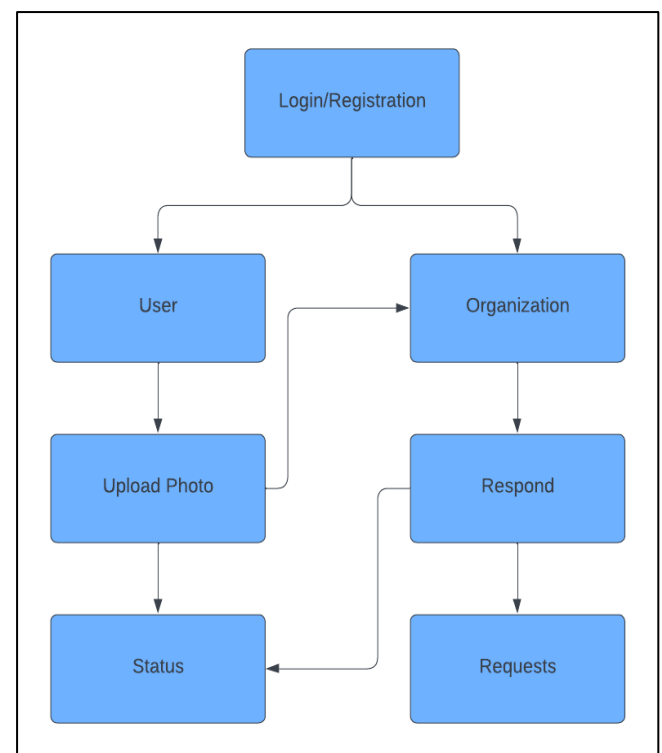 Login/Registration
User
Organization
Upload Photo
Respond
Status
Requests